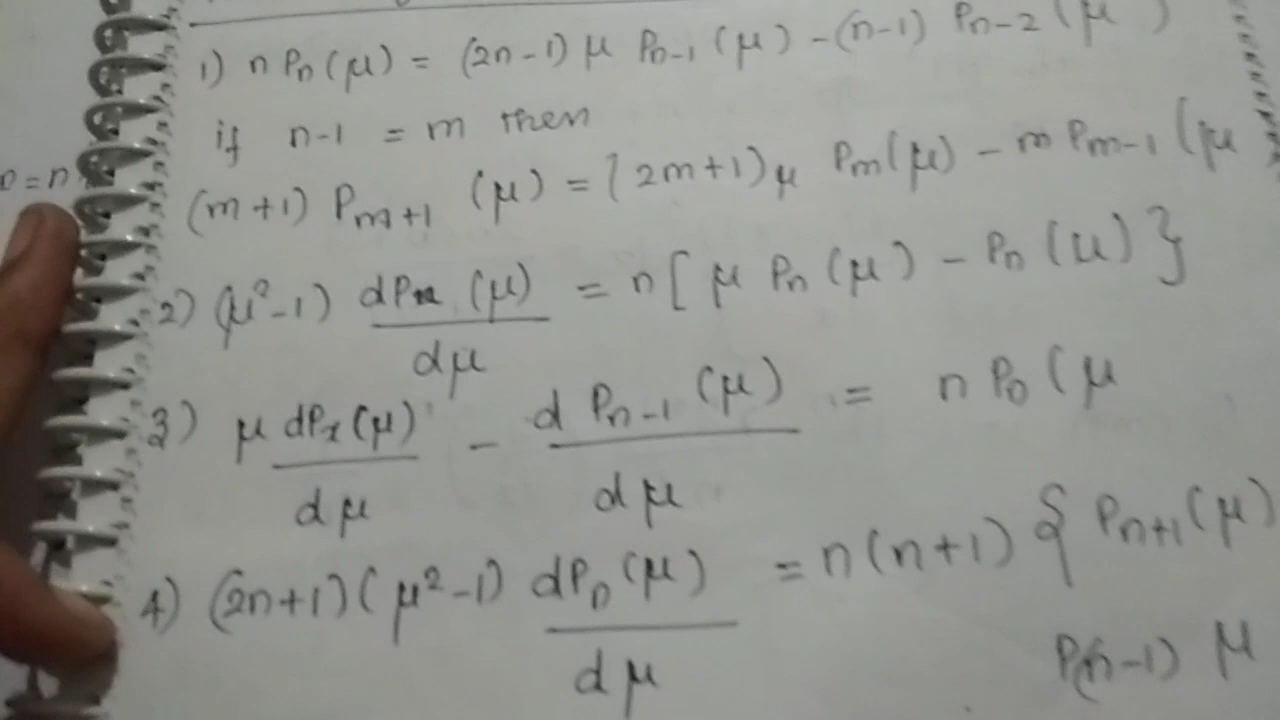 1) n Pn (μ) = (2n-1) μ Pn-1 (μ) - (n-1) Pn-2 (μ )
if n-1 = m then
n = n
(m+1) Pm+1 (μ) = (2m+1) μ Pm(μ) - m Pm-1 (μ
2) (μ²-1) dPn (μ) / dμ = n [ μ Pn (μ) - Pn (μ) }
3) μ dPn(μ) / dμ - d Pn-1 (μ) / dμ = n Pn (μ
4) (2n+1) (μ²-1) dPn (μ) / dμ = n (n+1) { Pn+1 (μ)
P(n-1) μ